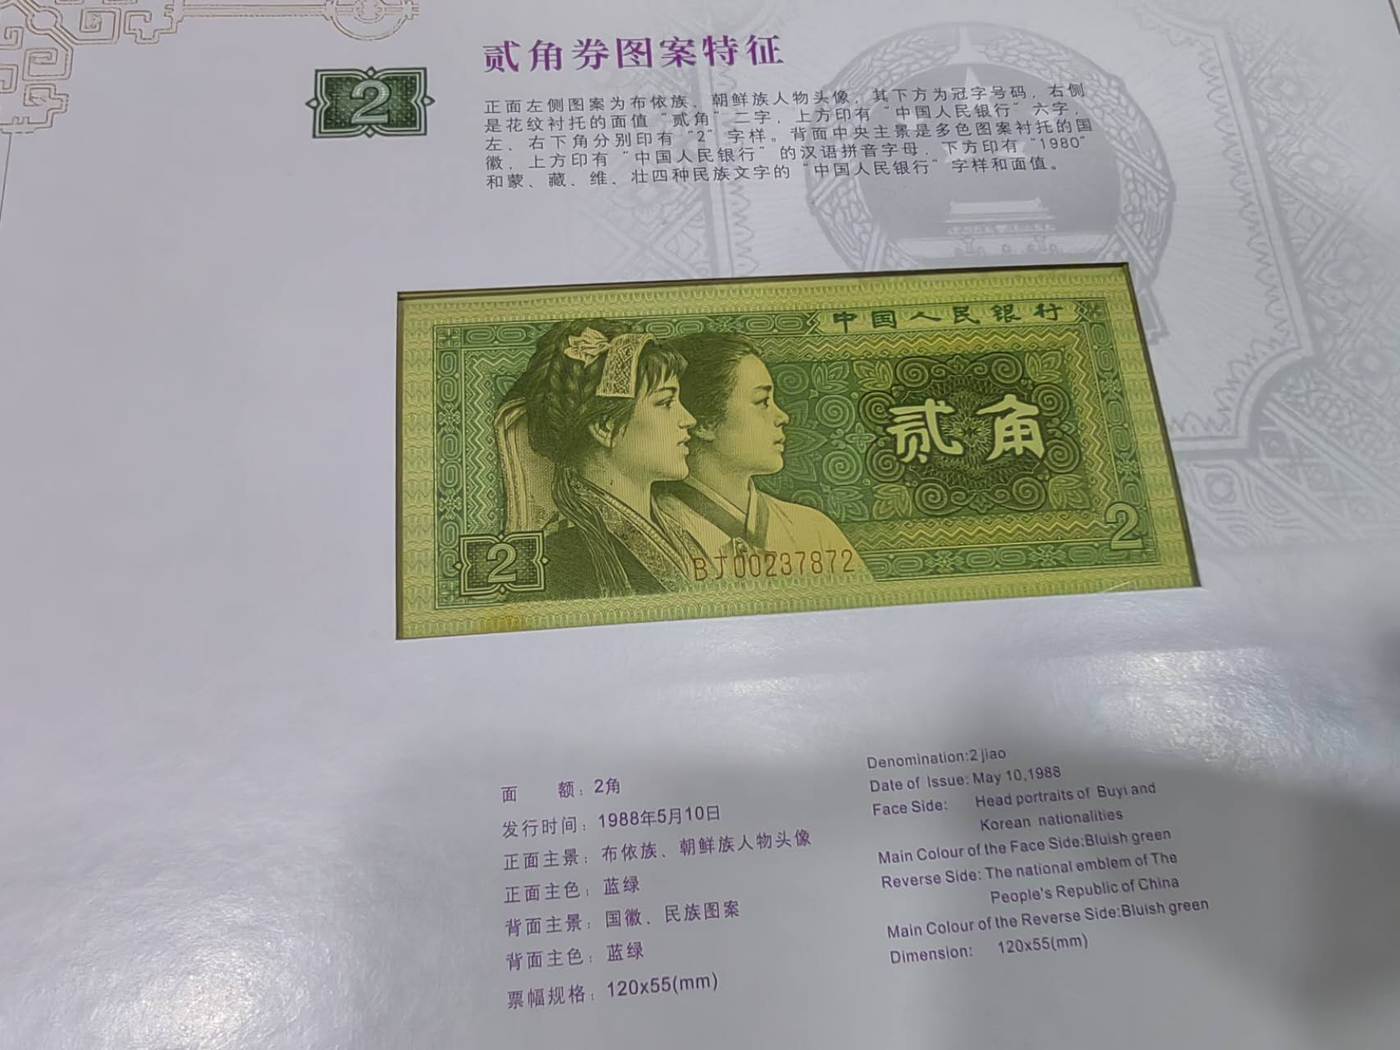 贰角券图案特征
2
正面左侧图案为布依族、朝鲜族人物头像，其下方为冠字号码，右侧
是花纹衬托的面值“贰角”二字，上方印有“中国人民银行”六字，
左、右下角分别印有“2”字样。背面中央主景是多色图案衬托的国
徽，上方印有“中国人民银行”的汉语拼音字母，下方印有“1980”
和蒙、藏、维、壮四种民族文字的“中国人民银行”字样和面值。
中国人民银行
贰角
2
2
BJ00237872
面　额：2角
发行时间：1988年5月10日
正面主景：布依族、朝鲜族人物头像
正面主色：蓝绿
背面主景：国徽、民族图案
背面主色：蓝绿
票幅规格：120x55(mm)
Denomination:2 jiao
Date of Issue: May 10,1988
Face Side: Head portraits of Buyi and
Korean nationalities
Main Colour of the Face Side:Bluish green
Reverse Side: The national emblem of The
People's Republic of China
Main Colour of the Reverse Side:Bluish green
Dimension: 120x55(mm)